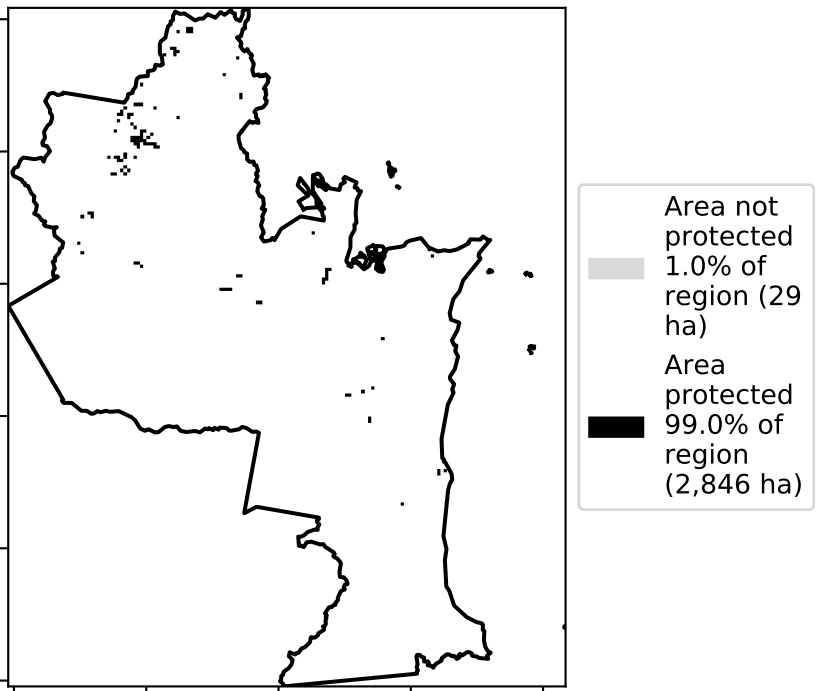 Area not
protected
1.0% of
region (29
ha)
Area
protected
99.0% of
region
(2,846 ha)